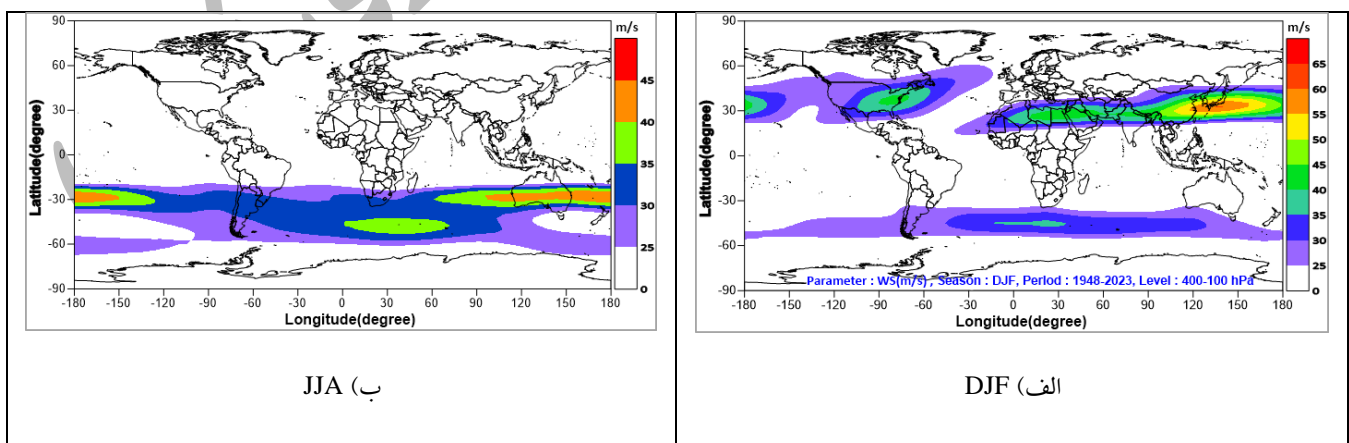 90
60
30
0
-30
-60
-90
Latitude(degree)
-180 -150 -120 -90 -60 -30 0 30 60 90 120 150 180
Longitude(degree)
m/s
45
40
35
30
25
0
ب) JJA
90
60
30
0
-30
-60
-90
Latitude(degree)
Parameter : WS(m/s) , Season : DJF, Period : 1948-2023, Level : 400-100 hPa
-180 -150 -120 -90 -60 -30 0 30 60 90 120 150 180
Longitude(degree)
m/s
65
60
55
50
45
40
35
30
25
0
الف) DJF